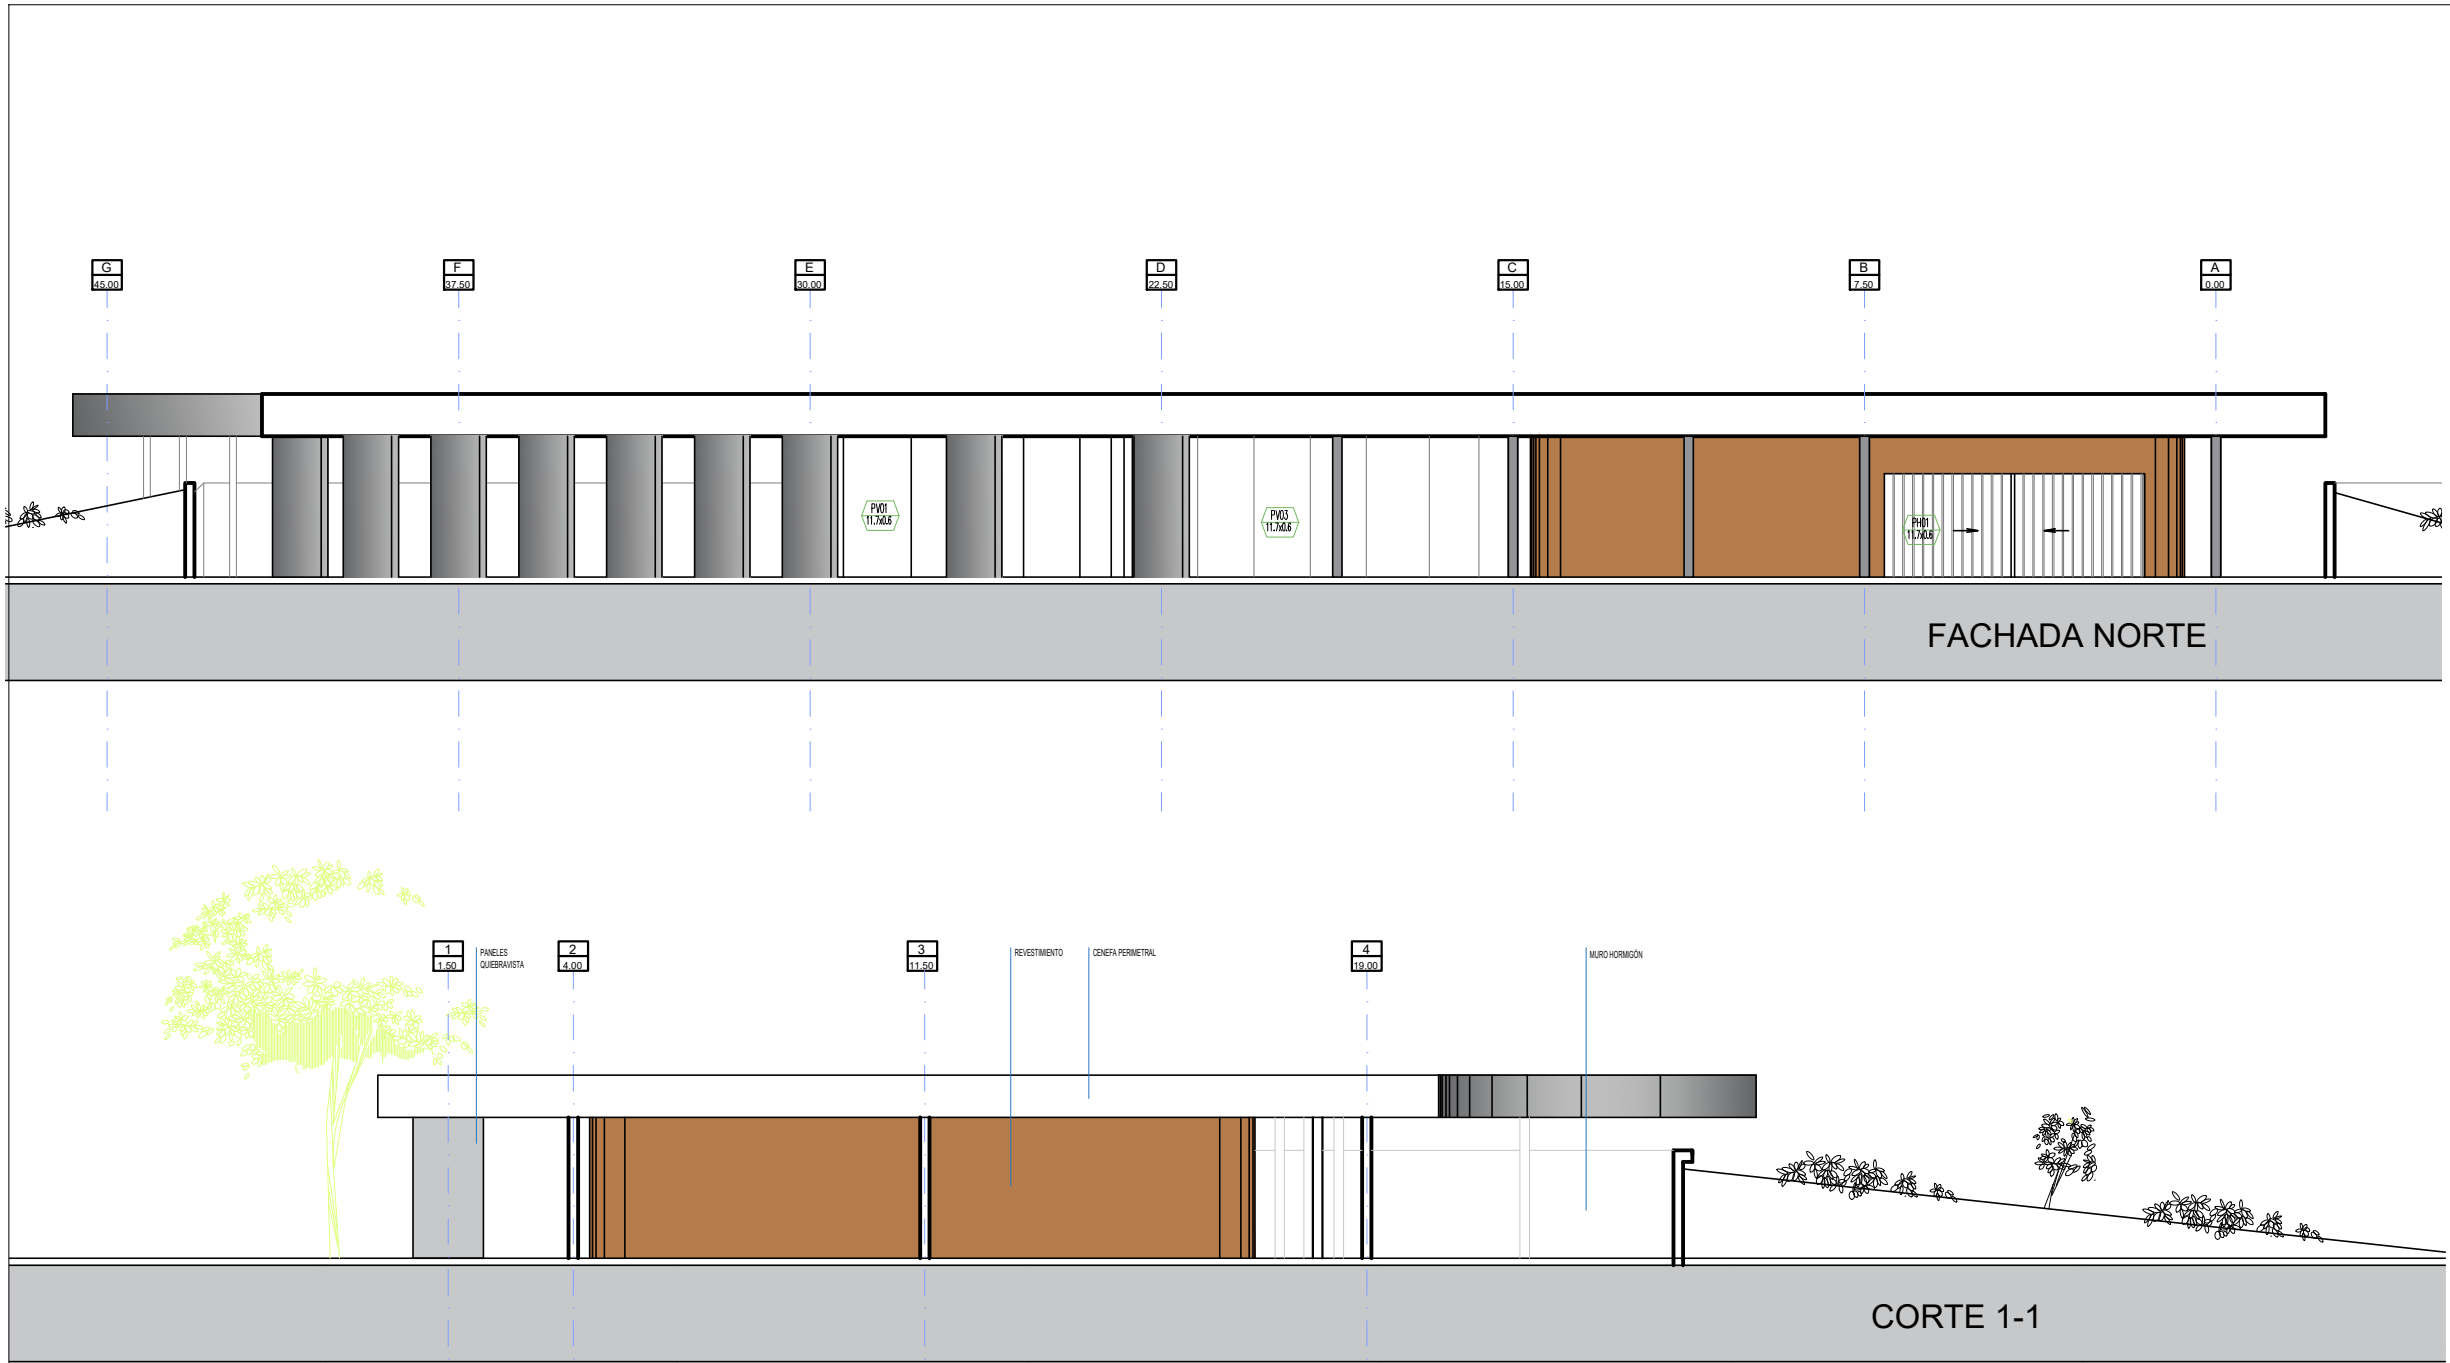 G
45.00
F
37.50
E
30.00
D
22.50
C
15.00
B
7.50
A
0.00
PV01
11.7x0.6
PV03
11.7x0.6
PH01
11.7x0.6
FACHADA NORTE
1
1.50
PANELES
QUIEBRAVISTA
2
4.00
3
11.50
REVESTIMIENTO
CENEFA PERIMETRAL
4
19.00
MURO HORMIGÓN
CORTE 1-1